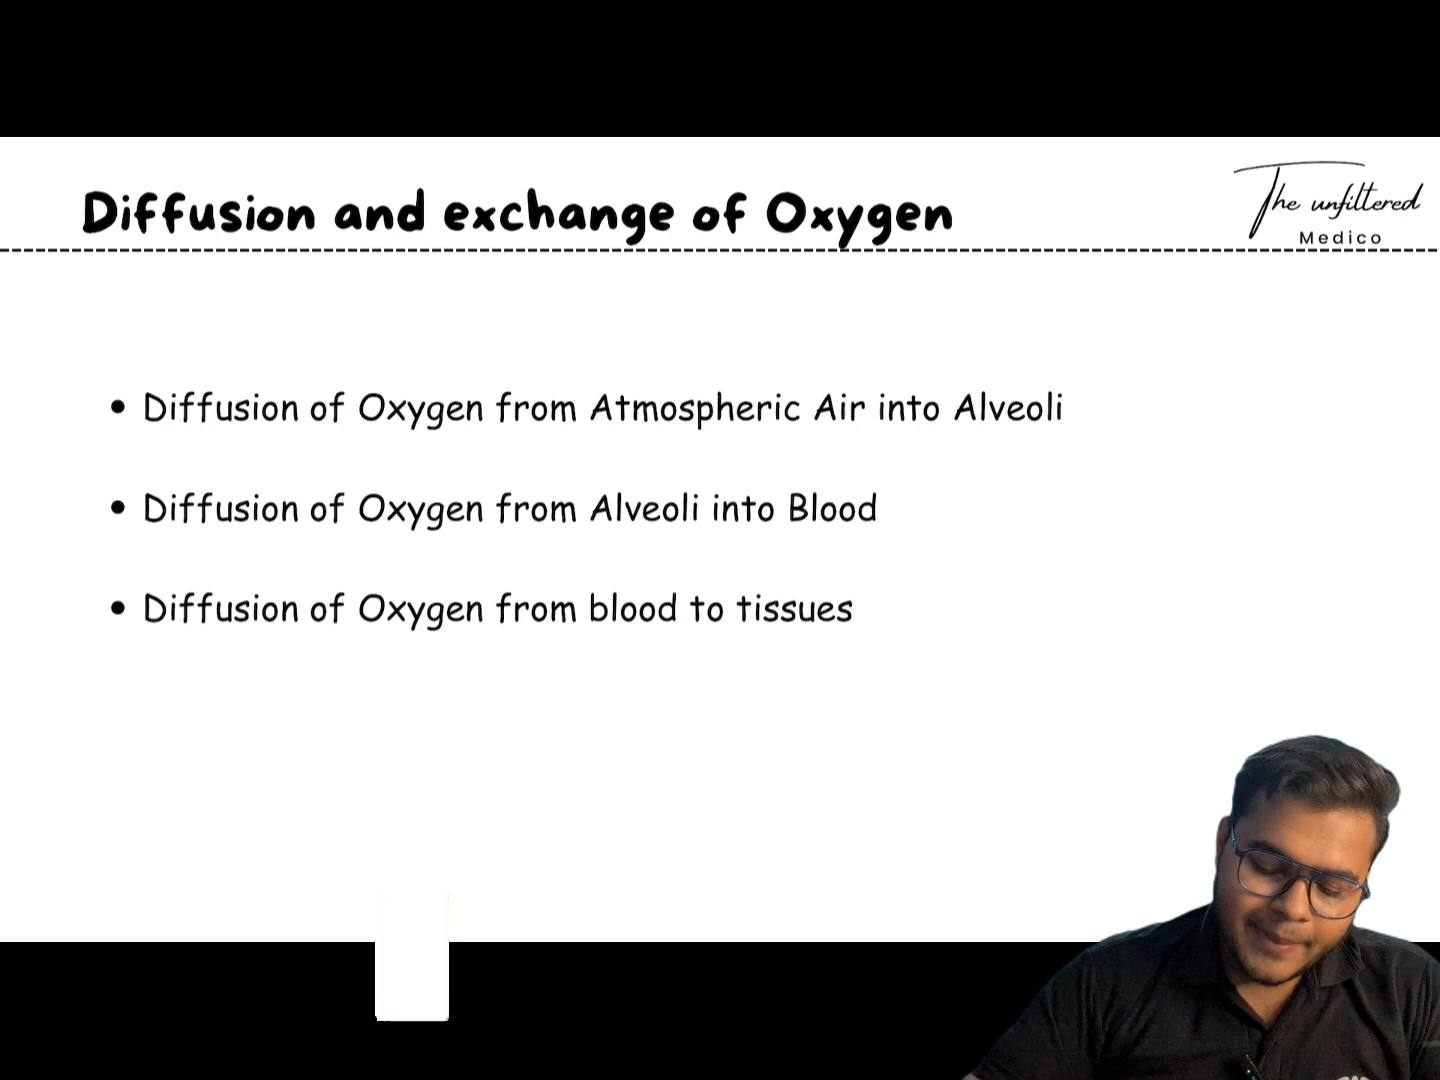 Diffusion and exchange of Oxygen
The unfiltered
Medico
• Diffusion of Oxygen from Atmospheric Air into Alveoli
• Diffusion of Oxygen from Alveoli into Blood
• Diffusion of Oxygen from blood to tissues